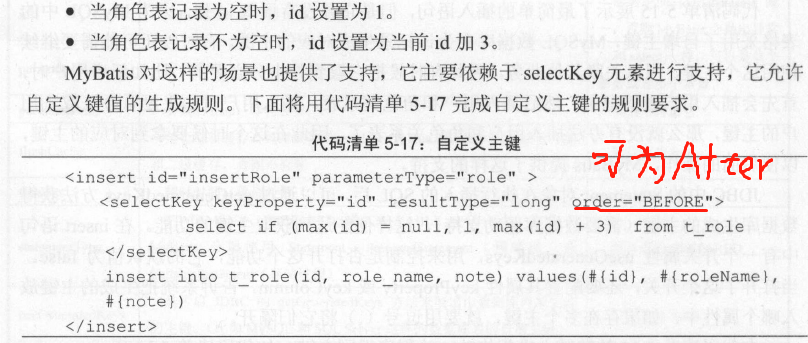 • 当角色表记录为空时，id 设置为 1。
• 当角色表记录不为空时，id 设置为当前 id 加 3。
MyBatis 对这样的场景也提供了支持，它主要依赖于 selectKey 元素进行支持，它允许
自定义键值的生成规则。下面将用代码清单 5-17 完成自定义主键的规则要求。
代码清单 5-17：自定义主键
可为 After
<insert id="insertRole" parameterType="role" >
<selectKey keyProperty="id" resultType="long" order="BEFORE">
select if (max(id) = null, 1, max(id) + 3) from t_role
</selectKey>
insert into t_role(id, role_name, note) values(#{id}, #{roleName},
#{note})
</insert>